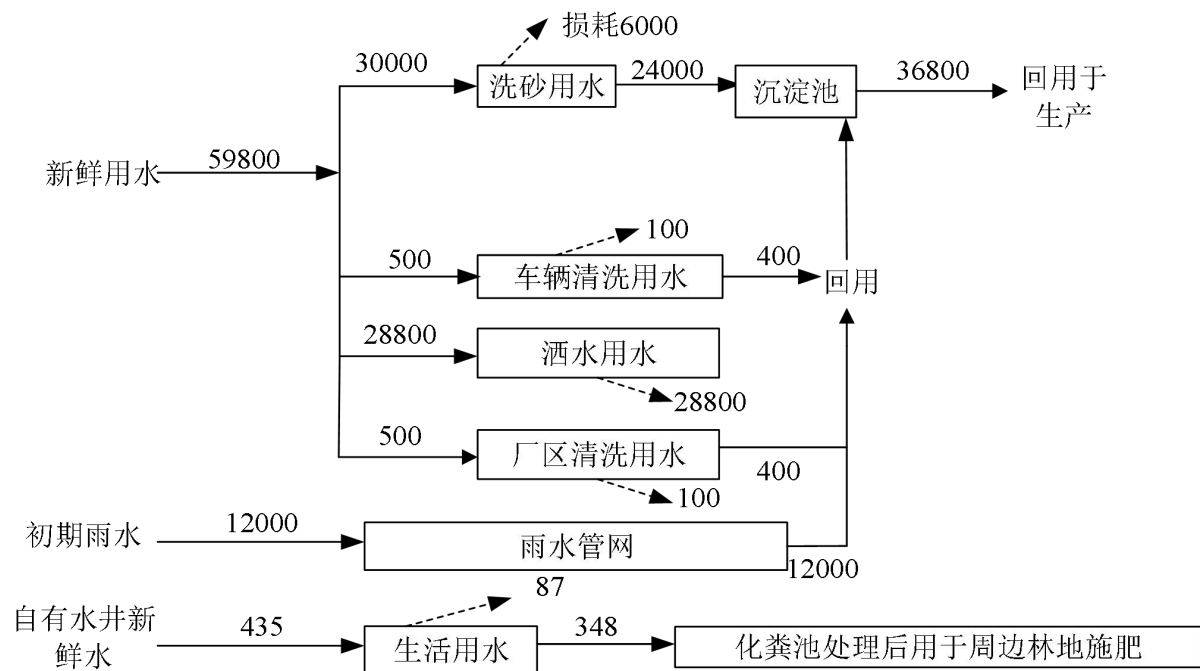 损耗6000
30000
洗砂用水
24000
沉淀池
36800
回用于
生产
新鲜用水
59800
100
500
车辆清洗用水
400
回用
28800
洒水用水
28800
500
厂区清洗用水
400
100
初期雨水
12000
雨水管网
12000
87
自有水井新
鲜水
435
生活用水
348
化粪池处理后用于周边林地施肥